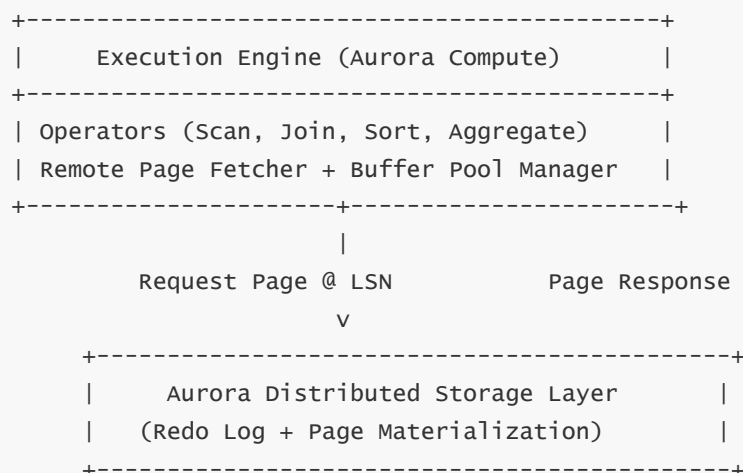 +---------------------------------------------+
|     Execution Engine (Aurora Compute)       |
+---------------------------------------------+
| Operators (Scan, Join, Sort, Aggregate)     |
| Remote Page Fetcher + Buffer Pool Manager   |
+----------------------+-----------------------+
                       |
         Request Page @ LSN           Page Response
                       v
     +---------------------------------------------+
     |     Aurora Distributed Storage Layer       |
     |   (Redo Log + Page Materialization)        |
     +---------------------------------------------+